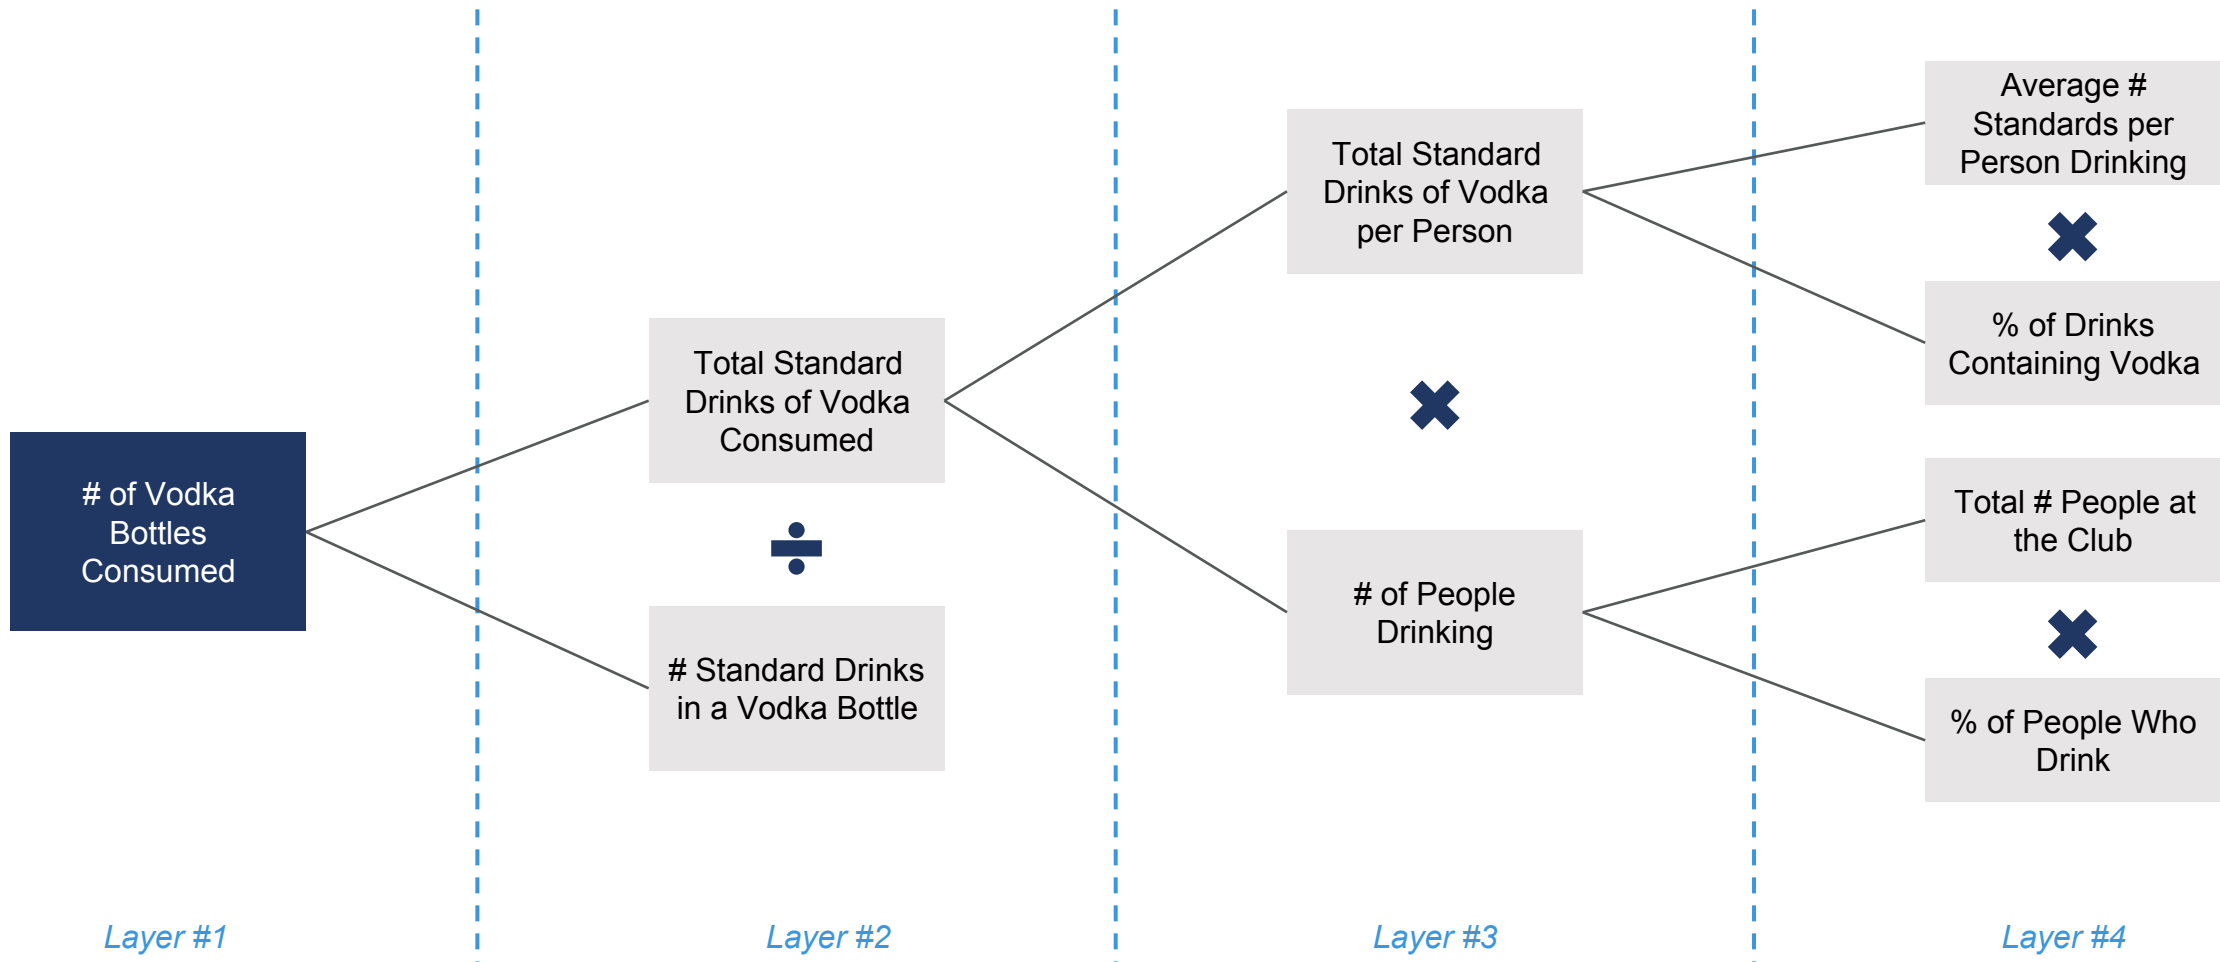 # of Vodka
Bottles
Consumed
Total Standard
Drinks of Vodka
Consumed
# Standard Drinks
in a Vodka Bottle
Total Standard
Drinks of Vodka
per Person
# of People
Drinking
Average #
Standards per
Person Drinking
% of Drinks
Containing Vodka
Total # People at
the Club
% of People Who
Drink
Layer #1
Layer #2
Layer #3
Layer #4